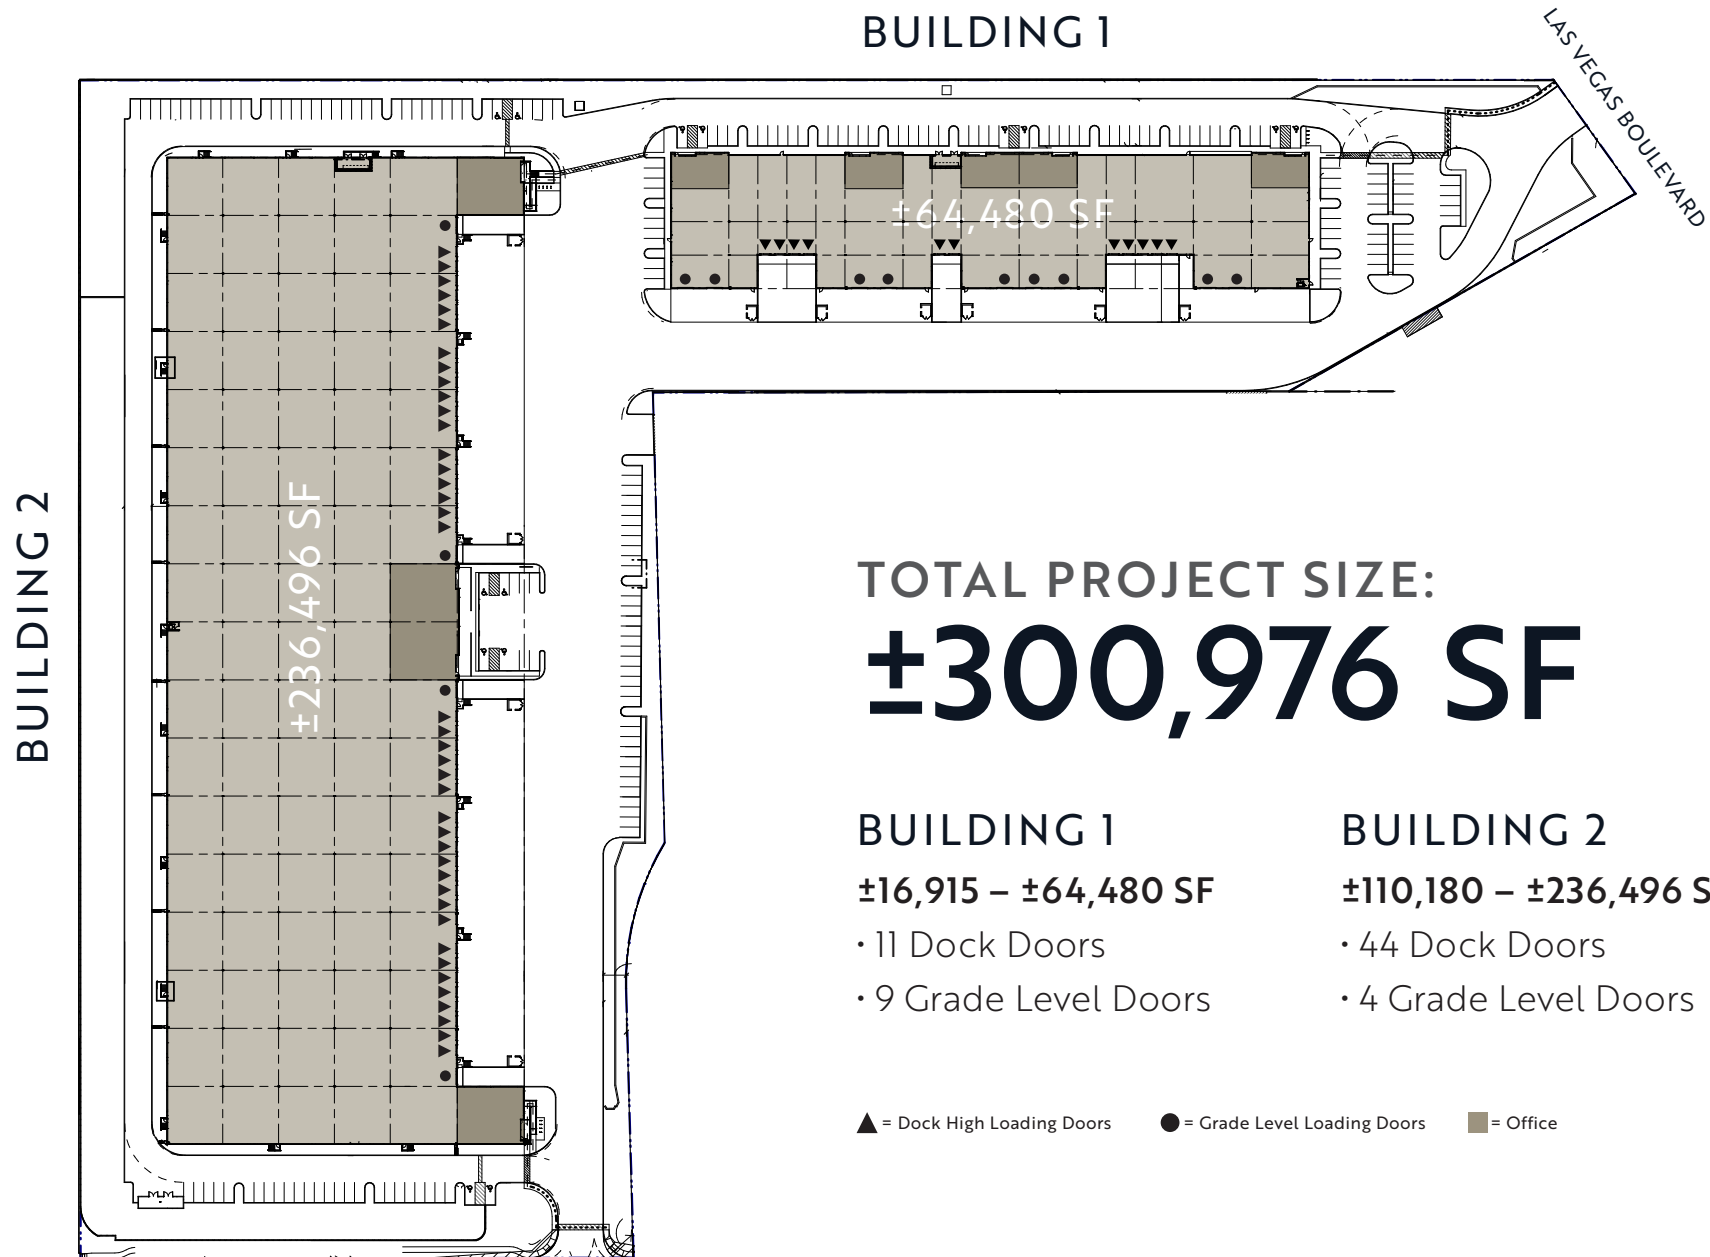 BUILDING 1
LAS VEGAS BOULEVARD
±64,480 SF
BUILDING 2
±236,496 SF
TOTAL PROJECT SIZE:
±300,976 SF
BUILDING 1
±16,915 – ±64,480 SF
• 11 Dock Doors
• 9 Grade Level Doors
BUILDING 2
±110,180 – ±236,496 S
• 44 Dock Doors
• 4 Grade Level Doors
▲ = Dock High Loading Doors
● = Grade Level Loading Doors
■ = Office